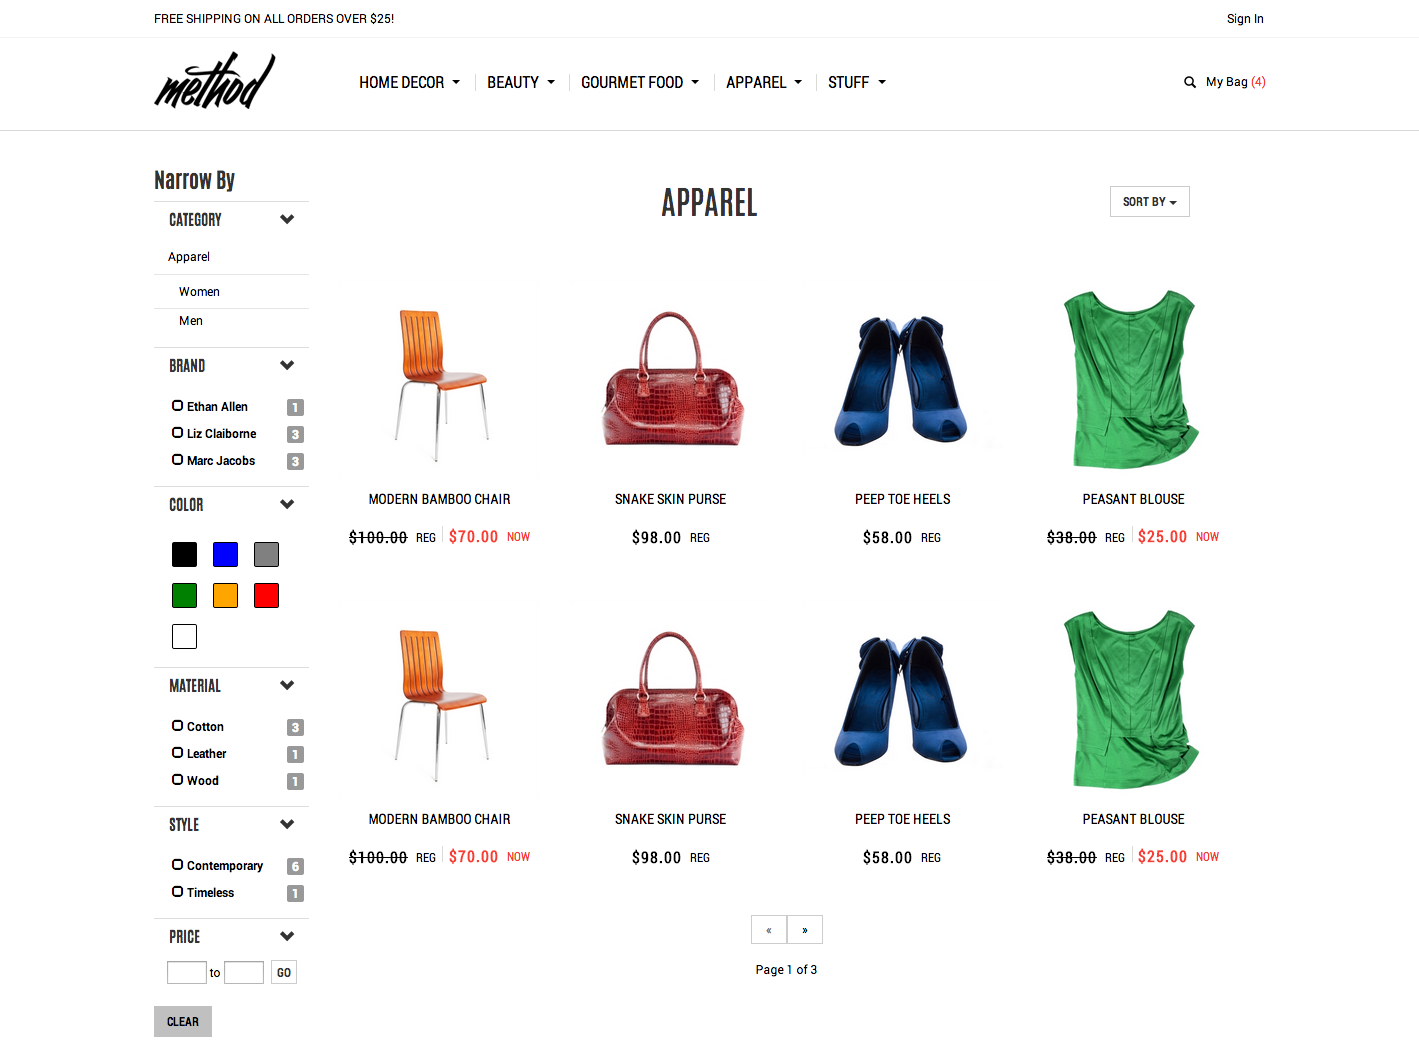 FREE SHIPPING ON ALL ORDERS OVER $25!
Sign In
method
HOME DECOR
BEAUTY
GOURMET FOOD
APPAREL
STUFF
My Bag (4)
Narrow By
CATEGORY
Apparel
Women
Men
BRAND
Ethan Allen 1
Liz Claiborne 3
Marc Jacobs 3
COLOR
MATERIAL
Cotton 3
Leather 1
Wood 1
STYLE
Contemporary 6
Timeless 1
PRICE
to GO
CLEAR
APPAREL
SORT BY
MODERN BAMBOO CHAIR
$100.00 REG $70.00 NOW
SNAKE SKIN PURSE
$98.00 REG
PEEP TOE HEELS
$58.00 REG
PEASANT BLOUSE
$38.00 REG $25.00 NOW
MODERN BAMBOO CHAIR
$100.00 REG $70.00 NOW
SNAKE SKIN PURSE
$98.00 REG
PEEP TOE HEELS
$58.00 REG
PEASANT BLOUSE
$38.00 REG $25.00 NOW
« »
Page 1 of 3